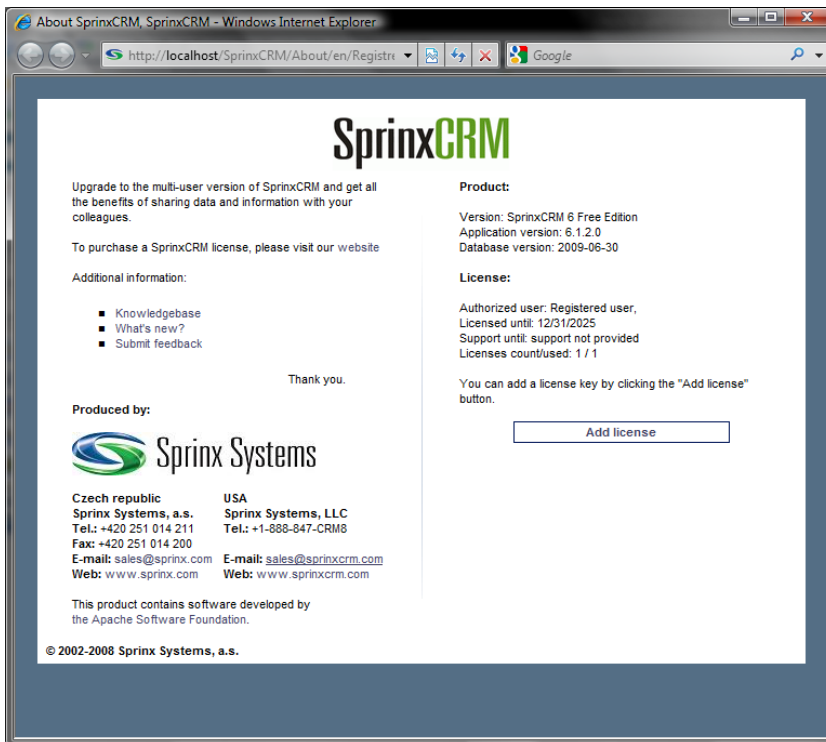 About SprinxCRM, SprinxCRM - Windows Internet Explorer
http://localhost/SprinxCRM/About/en/Registre
Google
SprinxCRM
Upgrade to the multi-user version of SprinxCRM and get all
the benefits of sharing data and information with your
colleagues.
To purchase a SprinxCRM license, please visit our website
Additional information:
Knowledgebase
What's new?
Submit feedback
Thank you.
Produced by:
Sprinx Systems
Czech republic
Sprinx Systems, a.s.
Tel.: +420 251 014 211
Fax: +420 251 014 200
E-mail: sales@sprinx.com
Web: www.sprinx.com
USA
Sprinx Systems, LLC
Tel.: +1-888-847-CRM8
E-mail: sales@sprinxcrm.com
Web: www.sprinxcrm.com
This product contains software developed by
the Apache Software Foundation.
© 2002-2008 Sprinx Systems, a.s.
Product:
Version: SprinxCRM 6 Free Edition
Application version: 6.1.2.0
Database version: 2009-06-30
License:
Authorized user: Registered user,
Licensed until: 12/31/2025
Support until: support not provided
Licenses count/used: 1 / 1
You can add a license key by clicking the "Add license"
button.
Add license